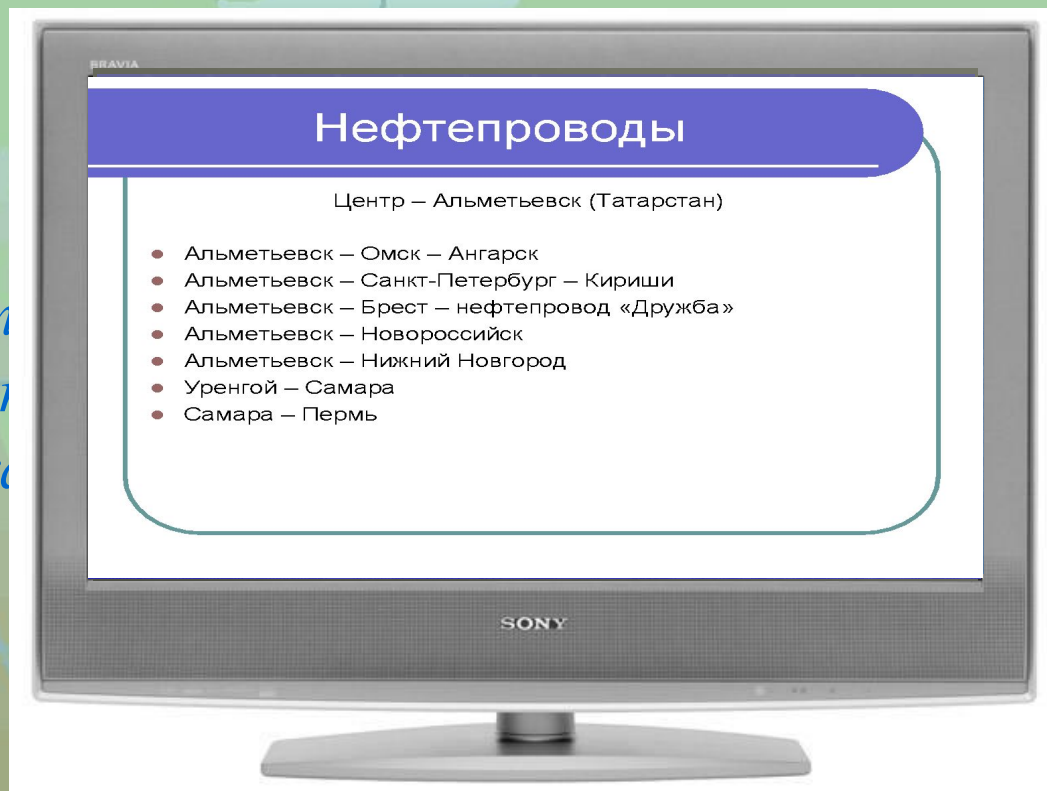 BRAVIA
Нефтепроводы
Центр – Альметьевск (Татарстан)
Альметьевск – Омск – Ангарск
Альметьевск – Санкт-Петербург – Кириши
Альметьевск – Брест – нефтепровод «Дружба»
Альметьевск – Новороссийск
Альметьевск – Нижний Новгород
Уренгой – Самара
Самара – Пермь
SONY